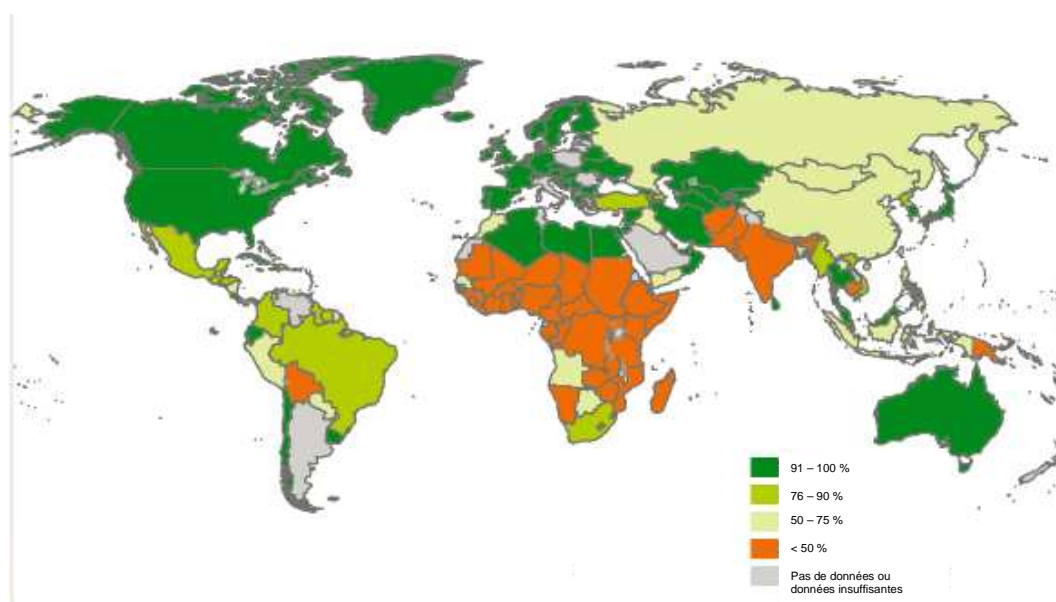 91 – 100 %
76 – 90 %
50 – 75 %
< 50 %
Pas de données ou
données insuffisantes